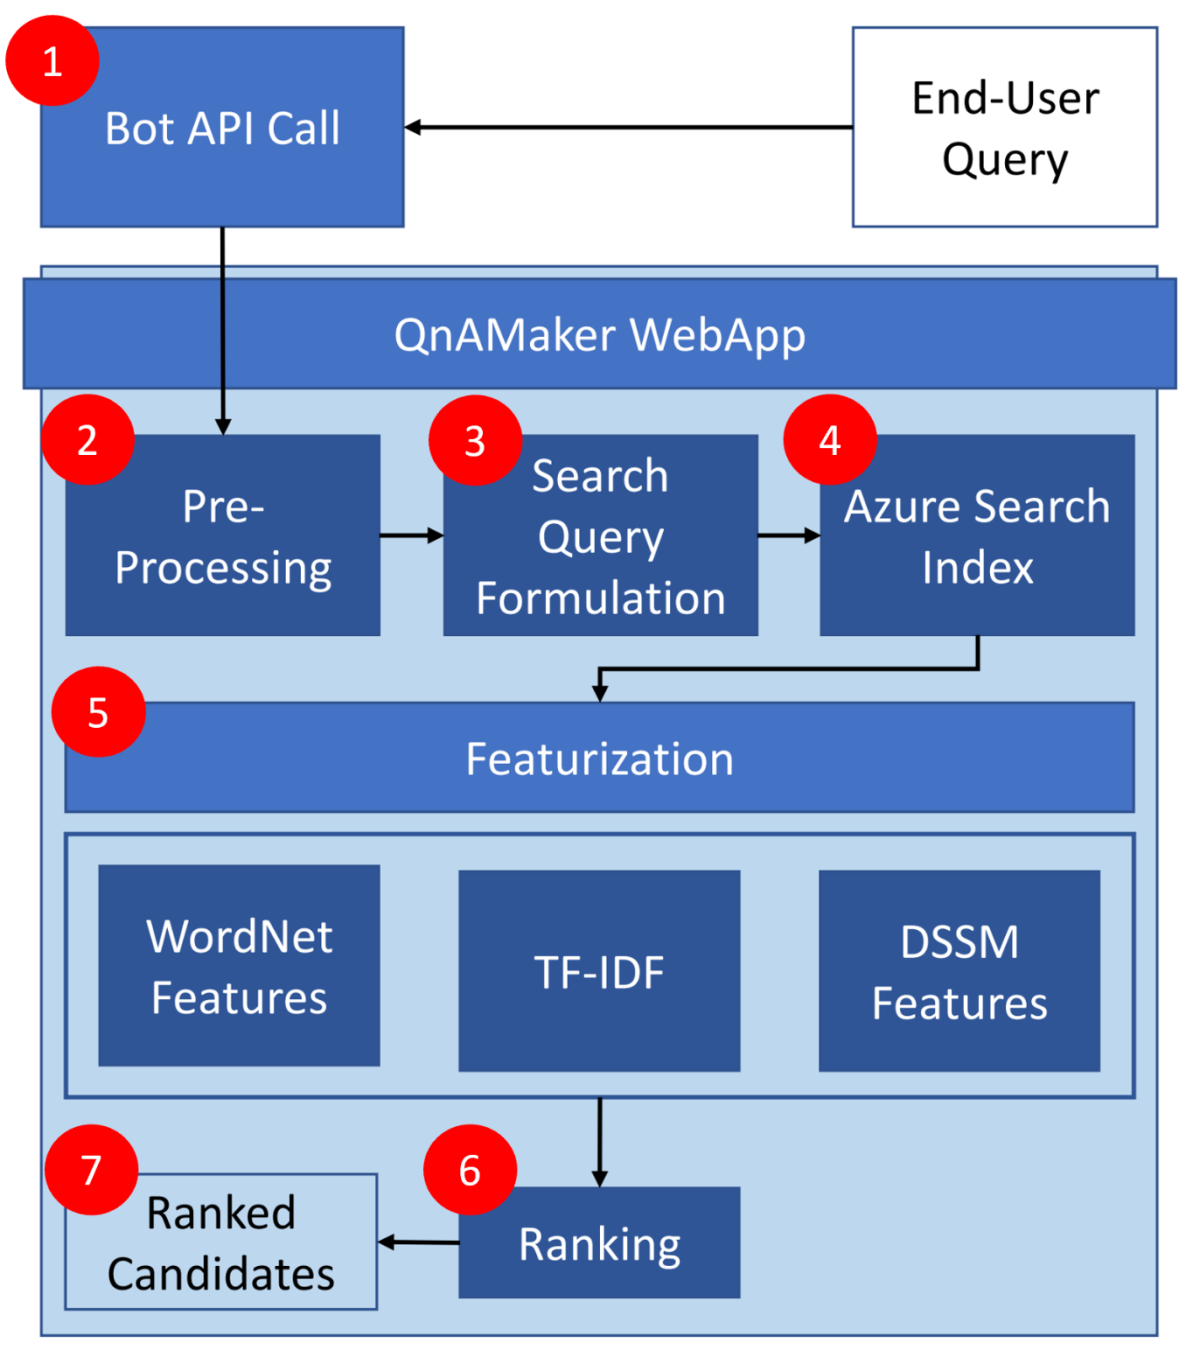 1
Bot API Call
End-User
Query
QnAMaker WebApp
2
Pre-
Processing
3
Search
Query
Formulation
4
Azure Search
Index
5
Featurization
WordNet
Features
TF-IDF
DSSM
Features
7
Ranked
Candidates
6
Ranking